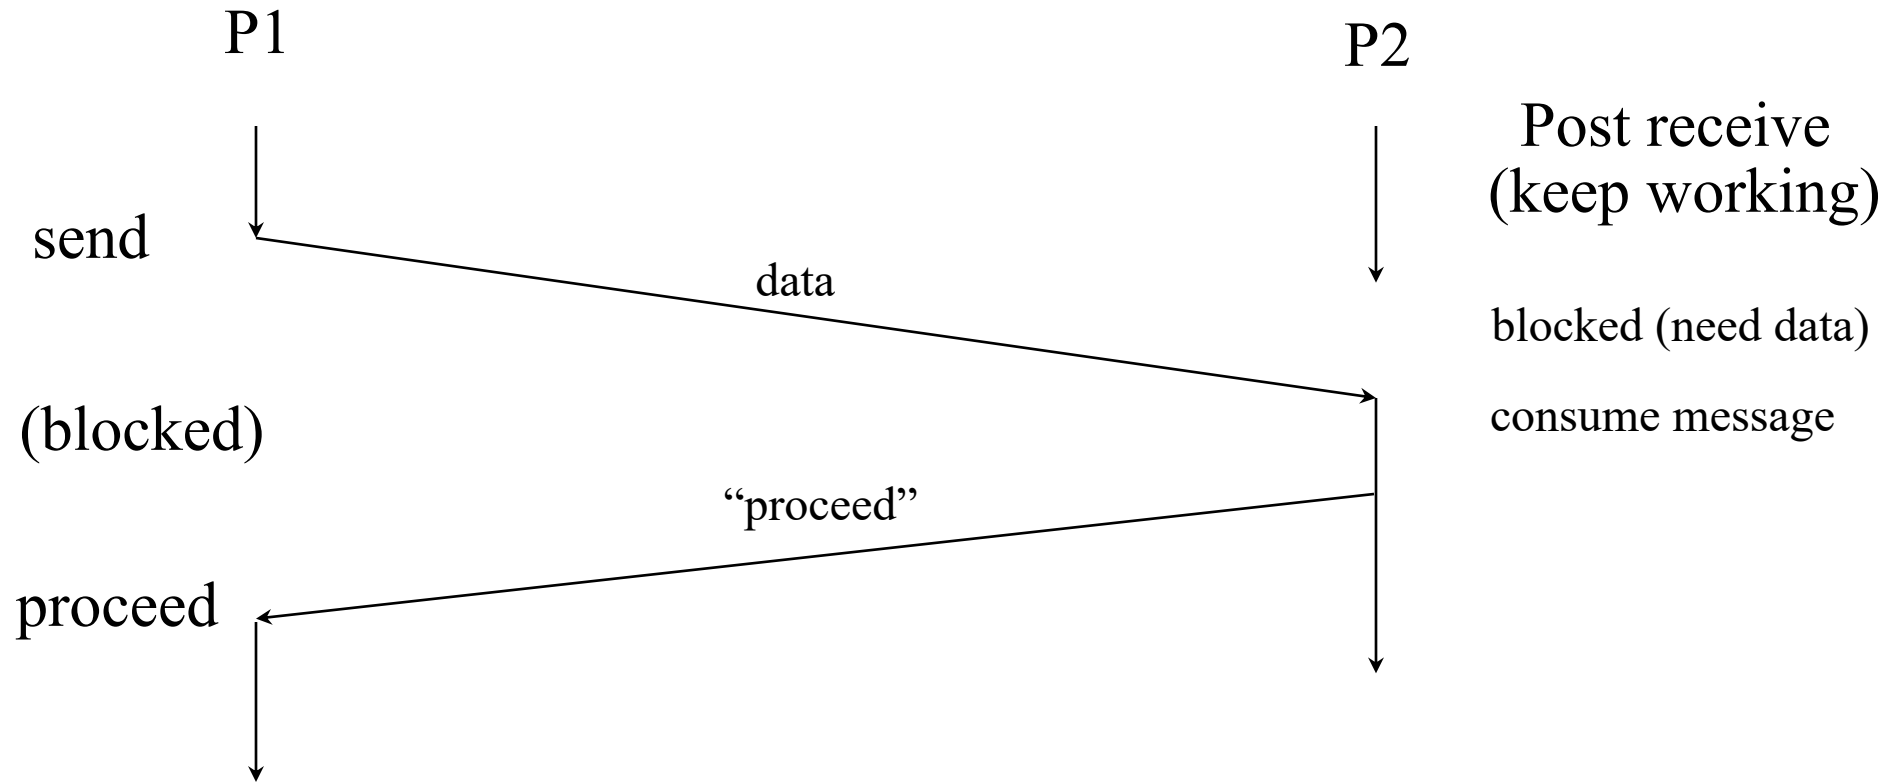 P1
P2
Post receive
(keep working)
send
data
blocked (need data)
consume message
(blocked)
“proceed”
proceed